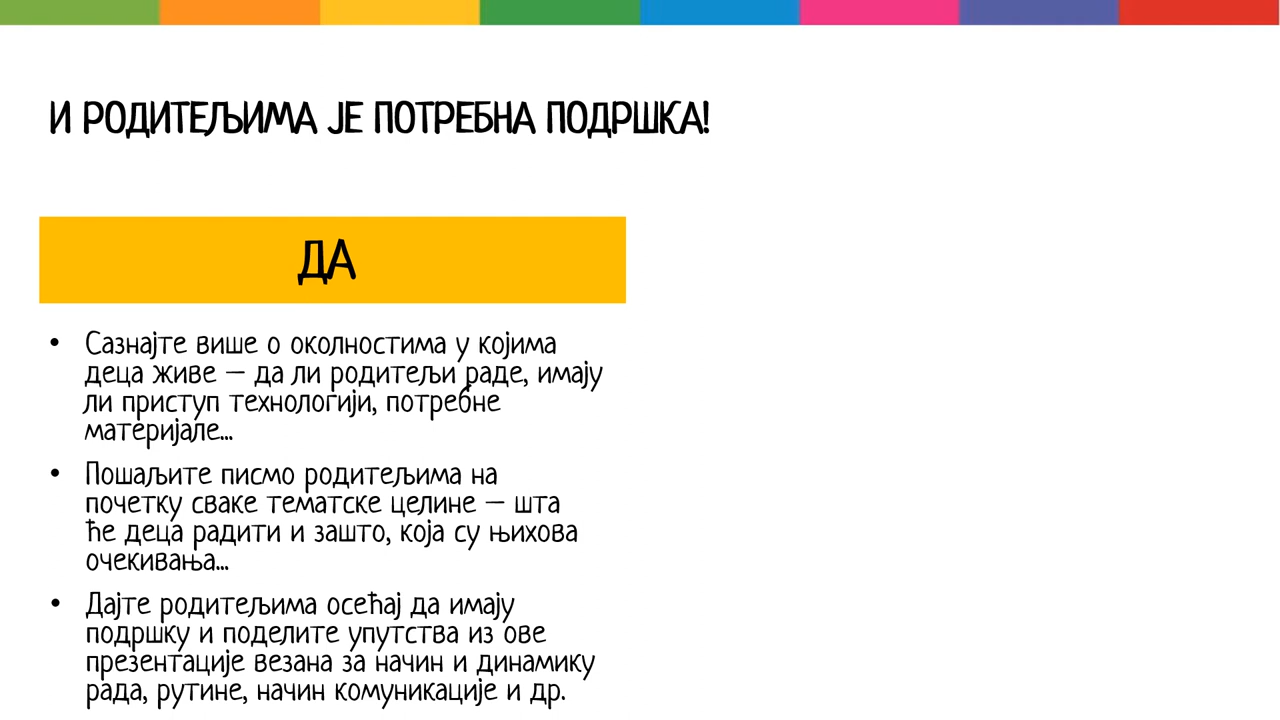 И РОДИТЕЉИМА ЈЕ ПОТРЕБНА ПОДРШКА!
ДА
• Сазнајте више о околностима у којима
деца живе – да ли родитељи раде, имају
ли приступ технологији, потребне
материјале...
• Пошаљите писмо родитељима на
почетку сваке тематске целине – шта
ће деца радити и зашто, која су њихова
очекивања...
• Дајте родитељима осећај да имају
подршку и поделите упутства из ове
презентације везана за начин и динамику
рада, рутине, начин комуникације и др.